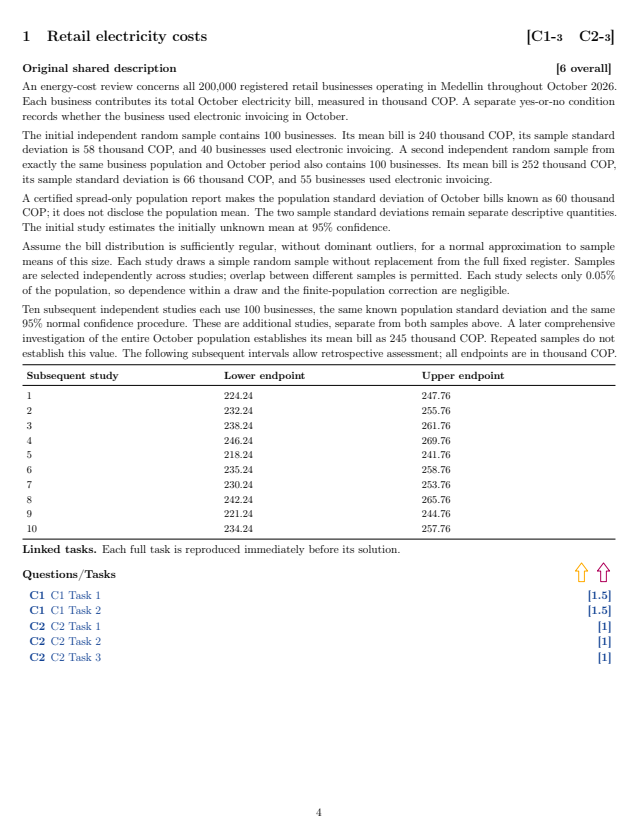 1 Retail electricity costs [C1-3 C2-3]
Original shared description [6 overall]
An energy-cost review concerns all 200,000 registered retail businesses operating in Medellin throughout October 2026.
Each business contributes its total October electricity bill, measured in thousand COP. A separate yes-or-no condition
records whether the business used electronic invoicing in October.
The initial independent random sample contains 100 businesses. Its mean bill is 240 thousand COP, its sample standard
deviation is 58 thousand COP, and 40 businesses used electronic invoicing. A second independent random sample from
exactly the same business population and October period also contains 100 businesses. Its mean bill is 252 thousand COP,
its sample standard deviation is 66 thousand COP, and 55 businesses used electronic invoicing.
A certified spread-only population report makes the population standard deviation of October bills known as 60 thousand
COP; it does not disclose the population mean. The two sample standard deviations remain separate descriptive quantities.
The initial study estimates the initially unknown mean at 95% confidence.
Assume the bill distribution is sufficiently regular, without dominant outliers, for a normal approximation to sample
means of this size. Each study draws a simple random sample without replacement from the full fixed register. Samples
are selected independently across studies; overlap between different samples is permitted. Each study selects only 0.05%
of the population, so dependence within a draw and the finite-population correction are negligible.
Ten subsequent independent studies each use 100 businesses, the same known population standard deviation and the same
95% normal confidence procedure. These are additional studies, separate from both samples above. A later comprehensive
investigation of the entire October population establishes its mean bill as 245 thousand COP. Repeated samples do not
establish this value. The following subsequent intervals allow retrospective assessment; all endpoints are in thousand COP.
Subsequent study Lower endpoint Upper endpoint
1 224.24 247.76
2 232.24 255.76
3 238.24 261.76
4 246.24 269.76
5 218.24 241.76
6 235.24 258.76
7 230.24 253.76
8 242.24 265.76
9 221.24 244.76
10 234.24 257.76
Linked tasks. Each full task is reproduced immediately before its solution.
Questions/Tasks
C1 C1 Task 1 [1.5]
C1 C1 Task 2 [1.5]
C2 C2 Task 1 [1]
C2 C2 Task 2 [1]
C2 C2 Task 3 [1]
4